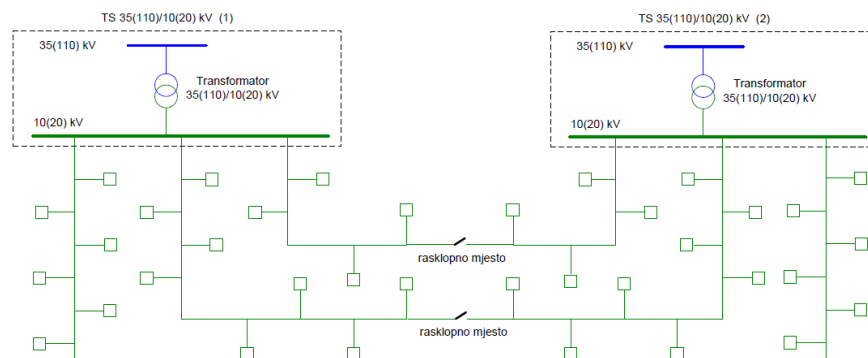 TS 35(110)/10(20) kV  (1)
35(110) kV
Transformator
35(110)/10(20) kV
10(20) kV
TS 35(110)/10(20) kV  (2)
35(110) kV
Transformator
35(110)/10(20) kV
10(20) kV
rasklopno mjesto
rasklopno mjesto